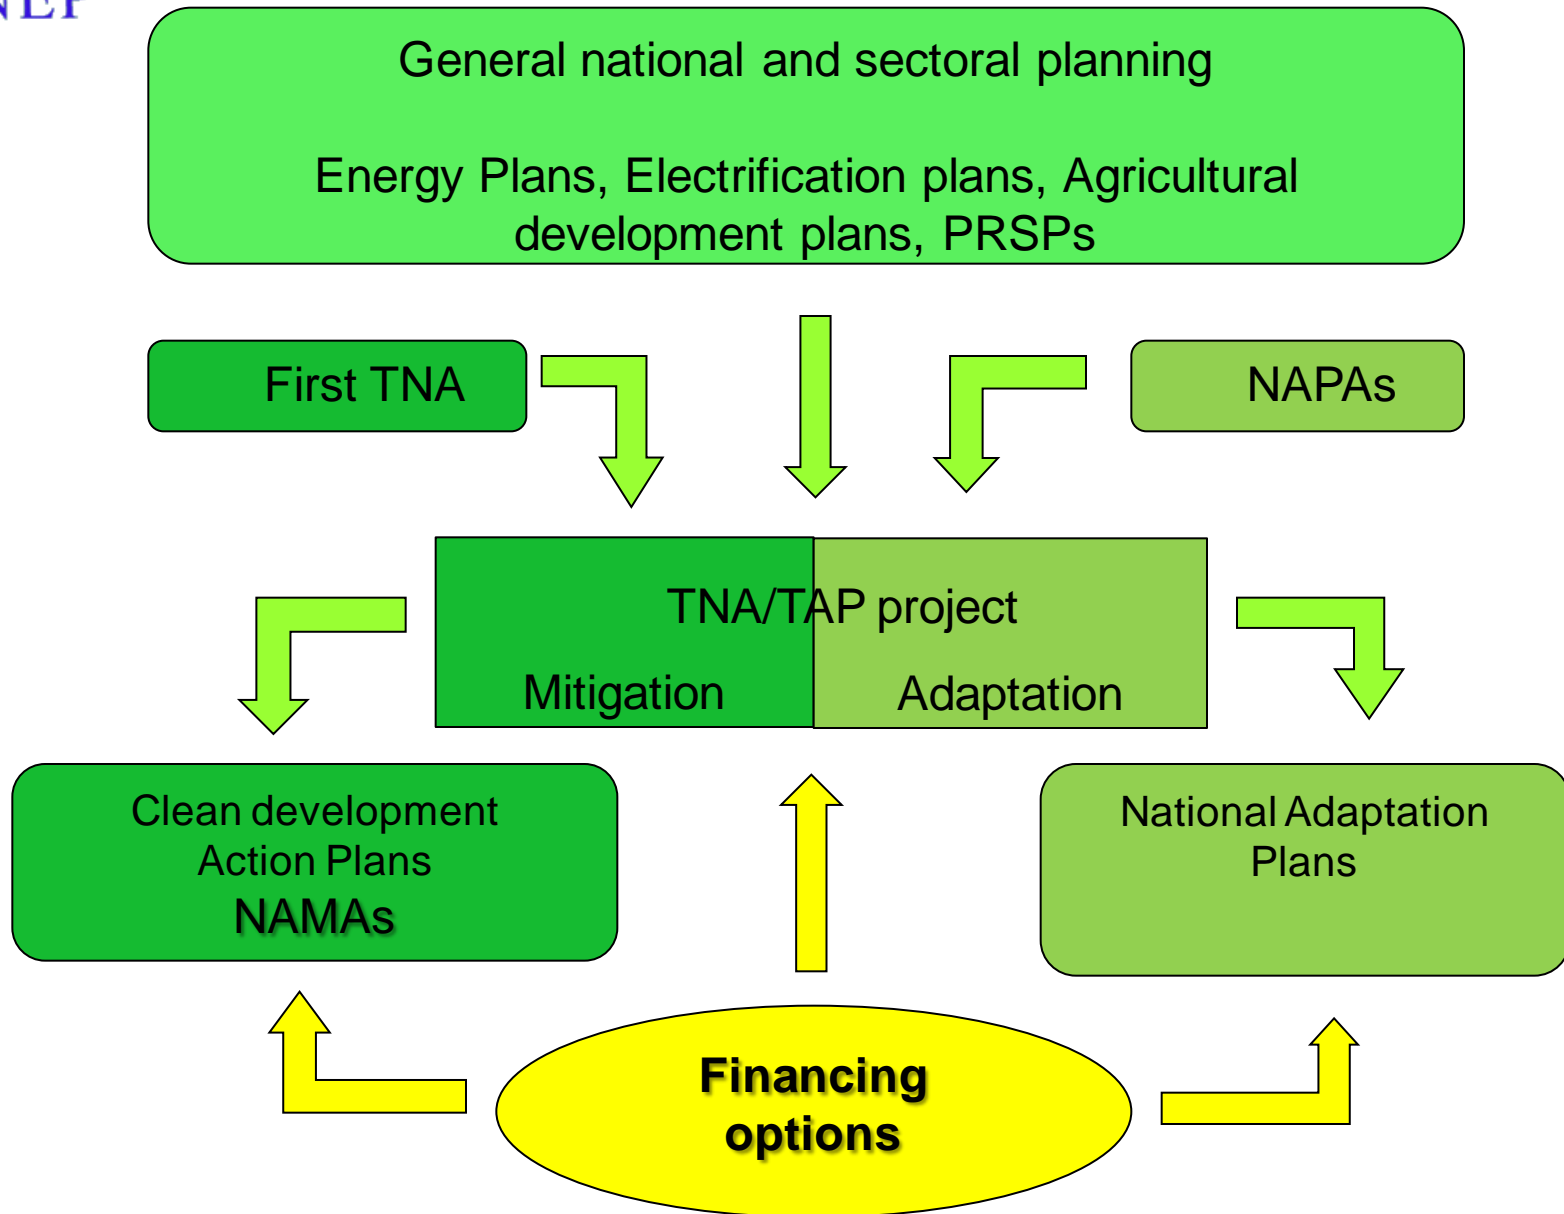 General national and sectoral planning
Energy Plans, Electrification plans, Agricultural
development plans, PRSPs
First TNA
NAPAs
TNA/TAP project
Mitigation
Adaptation
Clean development
Action Plans
NAMAs
National Adaptation
Plans
Financing
options